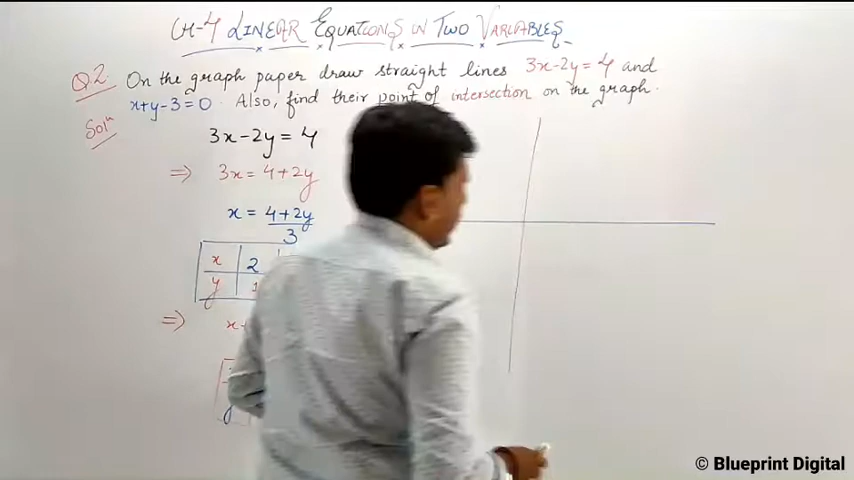 CH-4 LINEAR EQUATIONS IN TWO VARIABLES
Q.2. On the graph paper draw straight lines 3x-2y=4 and
x+y-3=0. Also, find their point of intersection on the graph.
Solⁿ
3x-2y=4
⇒ 3x=4+2y
x = 4+2y
3
x 2
y 1
⇒
© Blueprint Digital